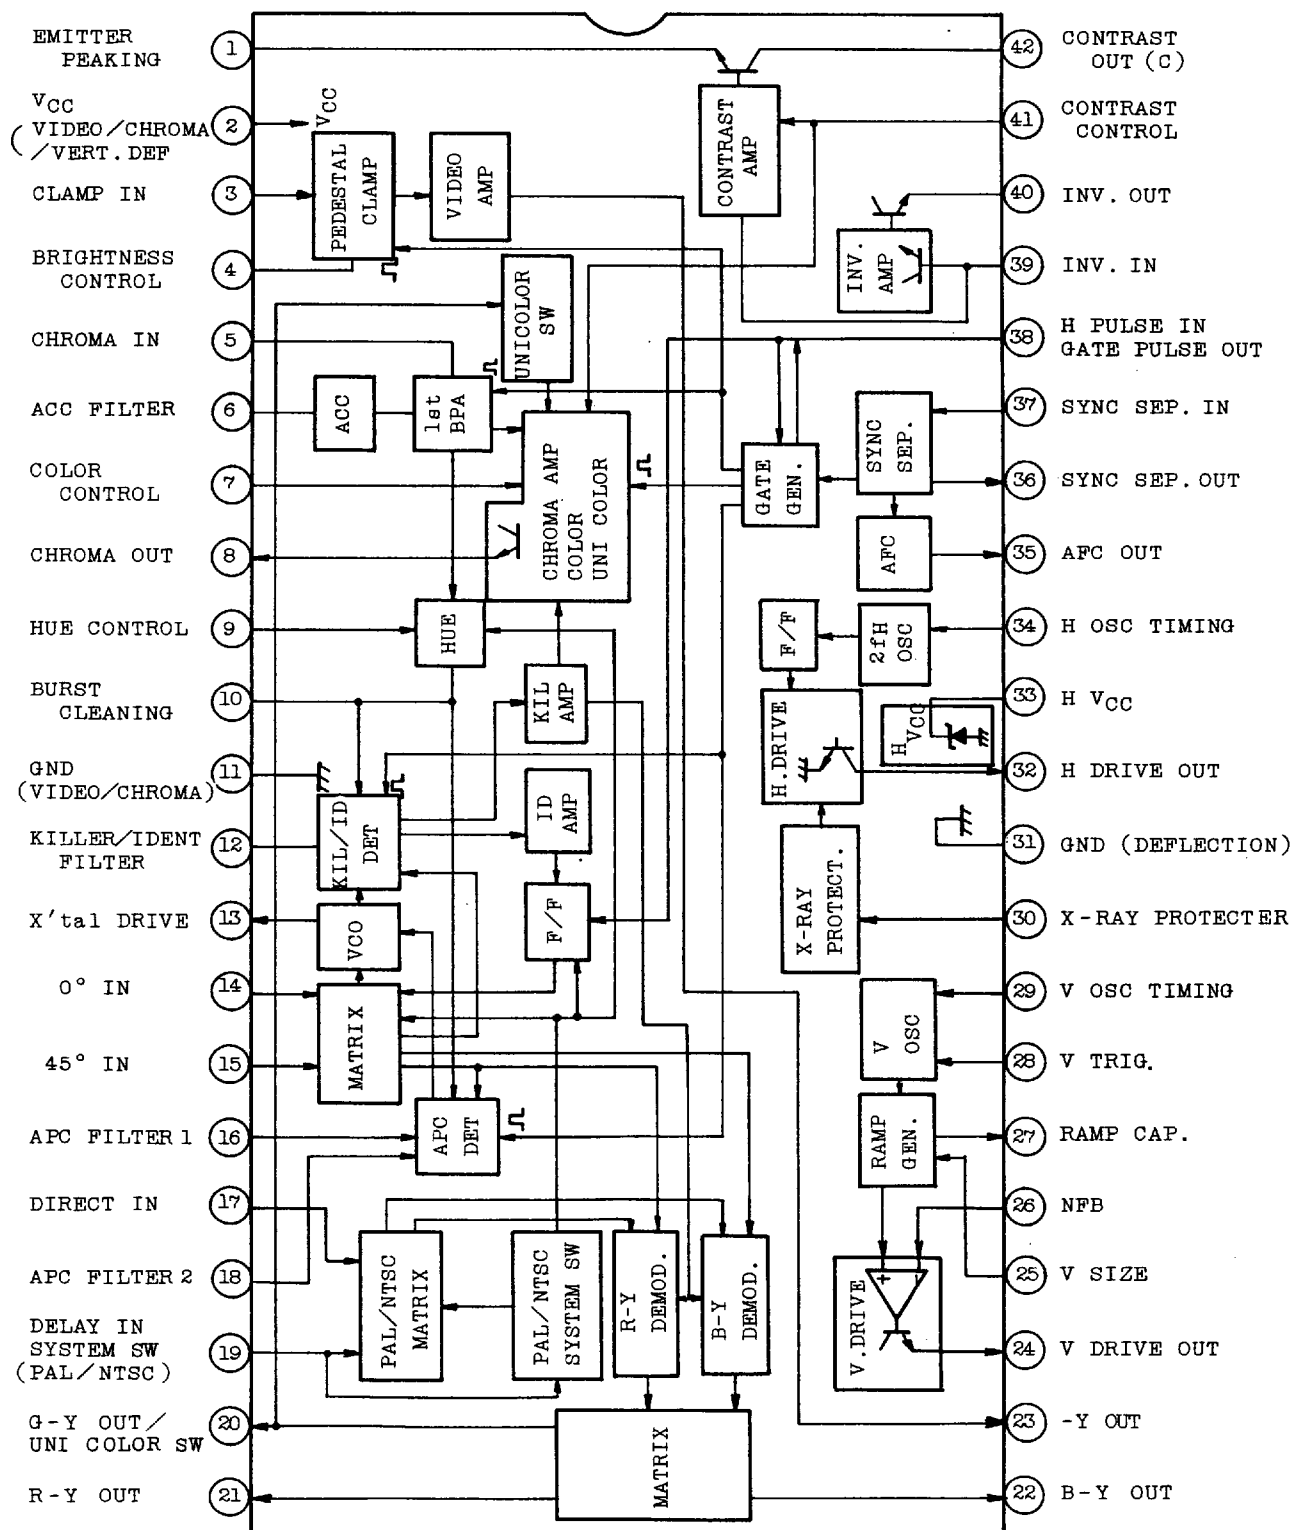 EMITTER
PEAKING
1
VCC
VIDEO/CHROMA
(/VERT.DEF
2
CLAMP IN
3
BRIGHTNESS
CONTROL
4
CHROMA IN
5
ACC FILTER
6
COLOR
CONTROL
7
CHROMA OUT
8
HUE CONTROL
9
BURST
CLEANING
10
GND
(VIDEO/CHROMA)
11
KILLER/IDENT
FILTER
12
X'tal DRIVE
13
0° IN
14
45° IN
15
APC FILTER1
16
DIRECT IN
17
APC FILTER2
18
DELAY IN
SYSTEM SW
(PAL/NTSC)
19
G-Y OUT/
UNI COLOR SW
20
R-Y OUT
21
VCC
PEDESTAL
CLAMP
VIDEO
AMP
UNICOLOR
SW
ACC
1st
BPA
CHROMA AMP
COLOR
UNI COLOR
HUE
KIL
AMP
KIL/ID
DET
ID
AMP
VCO
F/F
MATRIX
APC
DET
PAL/NTSC
MATRIX
PAL/NTSC
SYSTEM SW
R-Y
DEMOD.
B-Y
DEMOD.
MATRIX
CONTRAST
AMP
INV.
AMP
GATE
GEN.
SYNC
SEP.
AFC
F/F
2fH
OSC
H.DRIVE
H
VCC
X-RAY
PROTECT.
V
OSC
RAMP
GEN.
V.DRIVE
+
-
42
CONTRAST
OUT (C)
41
CONTRAST
CONTROL
40
INV. OUT
39
INV. IN
38
H PULSE IN
GATE PULSE OUT
37
SYNC SEP. IN
36
SYNC SEP. OUT
35
AFC OUT
34
H OSC TIMING
33
H VCC
32
H DRIVE OUT
31
GND (DEFLECTION)
30
X-RAY PROTECTER
29
V OSC TIMING
28
V TRIG.
27
RAMP CAP.
26
NFB
25
V SIZE
24
V DRIVE OUT
23
-Y OUT
22
B-Y OUT